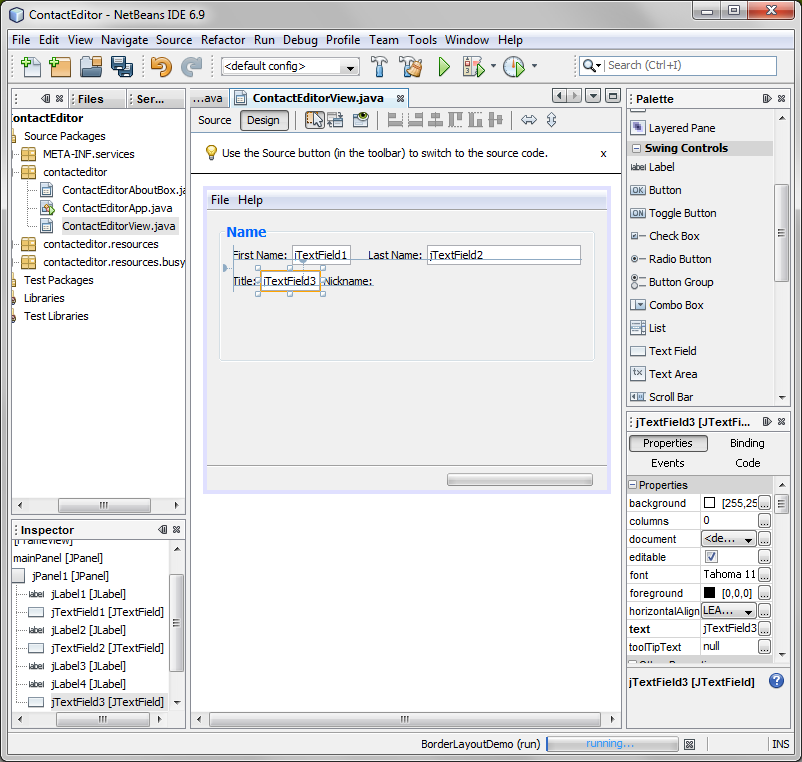 ContactEditor - NetBeans IDE 6.9
File Edit View Navigate Source Refactor Run Debug Profile Team Tools Window Help
<default config>
Search (Ctrl+I)
Files
Ser...
ontactEditor
Source Packages
META-INF.services
contacteditor
ContactEditorAboutBox.ja
ContactEditorApp.java
ContactEditorView.java
contacteditor.resources
contacteditor.resources.busy
Test Packages
Libraries
Test Libraries
...ava
ContactEditorView.java
Source
Design
Use the Source button (in the toolbar) to switch to the source code.
x
File Help
Name
First Name: jTextField1 Last Name: jTextField2
Title: jTextField3 Nickname:
Palette
Layered Pane
Swing Controls
label Label
OK Button
ON Toggle Button
Check Box
Radio Button
Button Group
Combo Box
List
Text Field
Text Area
Scroll Bar
Inspector
[FrameView]
mainPanel [JPanel]
jPanel1 [JPanel]
label jLabel1 [JLabel]
jTextField1 [JTextField]
label jLabel2 [JLabel]
jTextField2 [JTextField]
label jLabel3 [JLabel]
label jLabel4 [JLabel]
jTextField3 [JTextField]
jTextField3 [JTextFi...
Properties
Binding
Events
Code
Properties
background [255,25 ...
columns 0 ...
document <de... ...
editable ...
font Tahoma 11 ...
foreground [0,0,0] ...
horizontalAlign LEA... ...
text jTextField3 ...
toolTipText null ...
jTextField3 [JTextField]
BorderLayoutDemo (run) running... INS